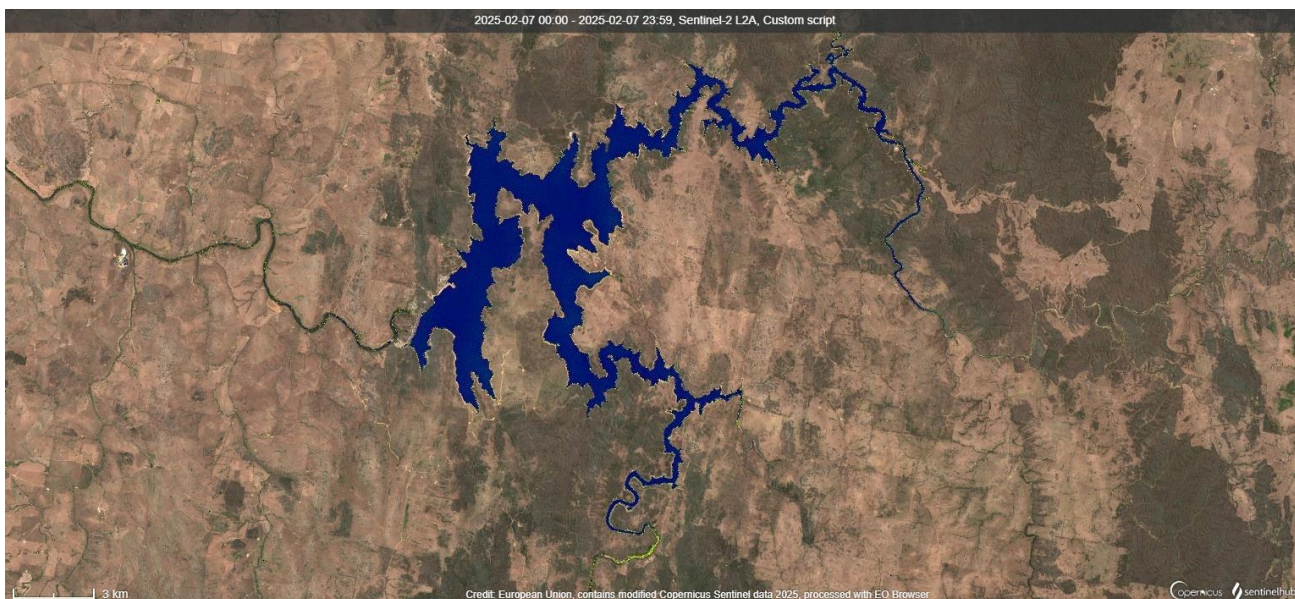 2025-02-07 00:00 - 2025-02-07 23:59, Sentinel-2 L2A, Custom script
3 km
Credit: European Union, contains modified Copernicus Sentinel data 2025, processed with EO Browser
opernicus sentinelhub